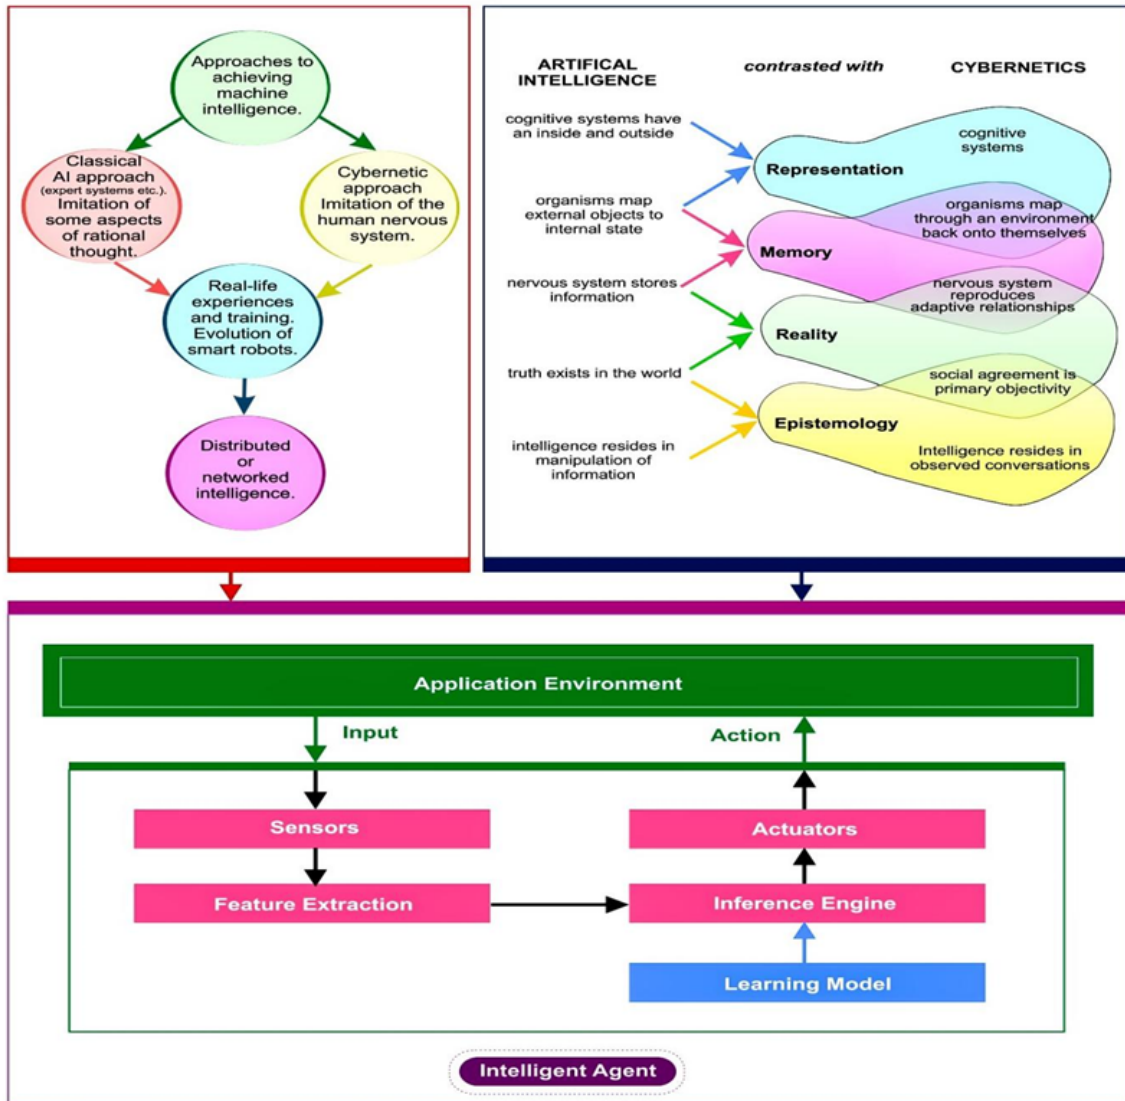 Approaches to
achieving
machine
intelligence.
Classical
AI approach
(expert systems etc.).
Imitation of
some aspects
of rational
thought.
Cybernetic
approach
Imitation of the
human nervous
system.
Real-life
experiences
and training.
Evolution of
smart robots.
Distributed
or
networked
intelligence.
ARTIFICAL
INTELLIGENCE
contrasted with
CYBERNETICS
cognitive systems have
an inside and outside
organisms map
external objects to
internal state
nervous system stores
information
truth exists in the world
intelligence resides in
manipulation of
information
Representation
cognitive
systems
organisms map
through an environment
back onto themselves
Memory
nervous system
reproduces
adaptive relationships
Reality
social agreement is
primary objectivity
Epistemology
Intelligence resides in
observed conversations
Application Environment
Input
Action
Sensors
Actuators
Feature Extraction
Inference Engine
Learning Model
Intelligent Agent